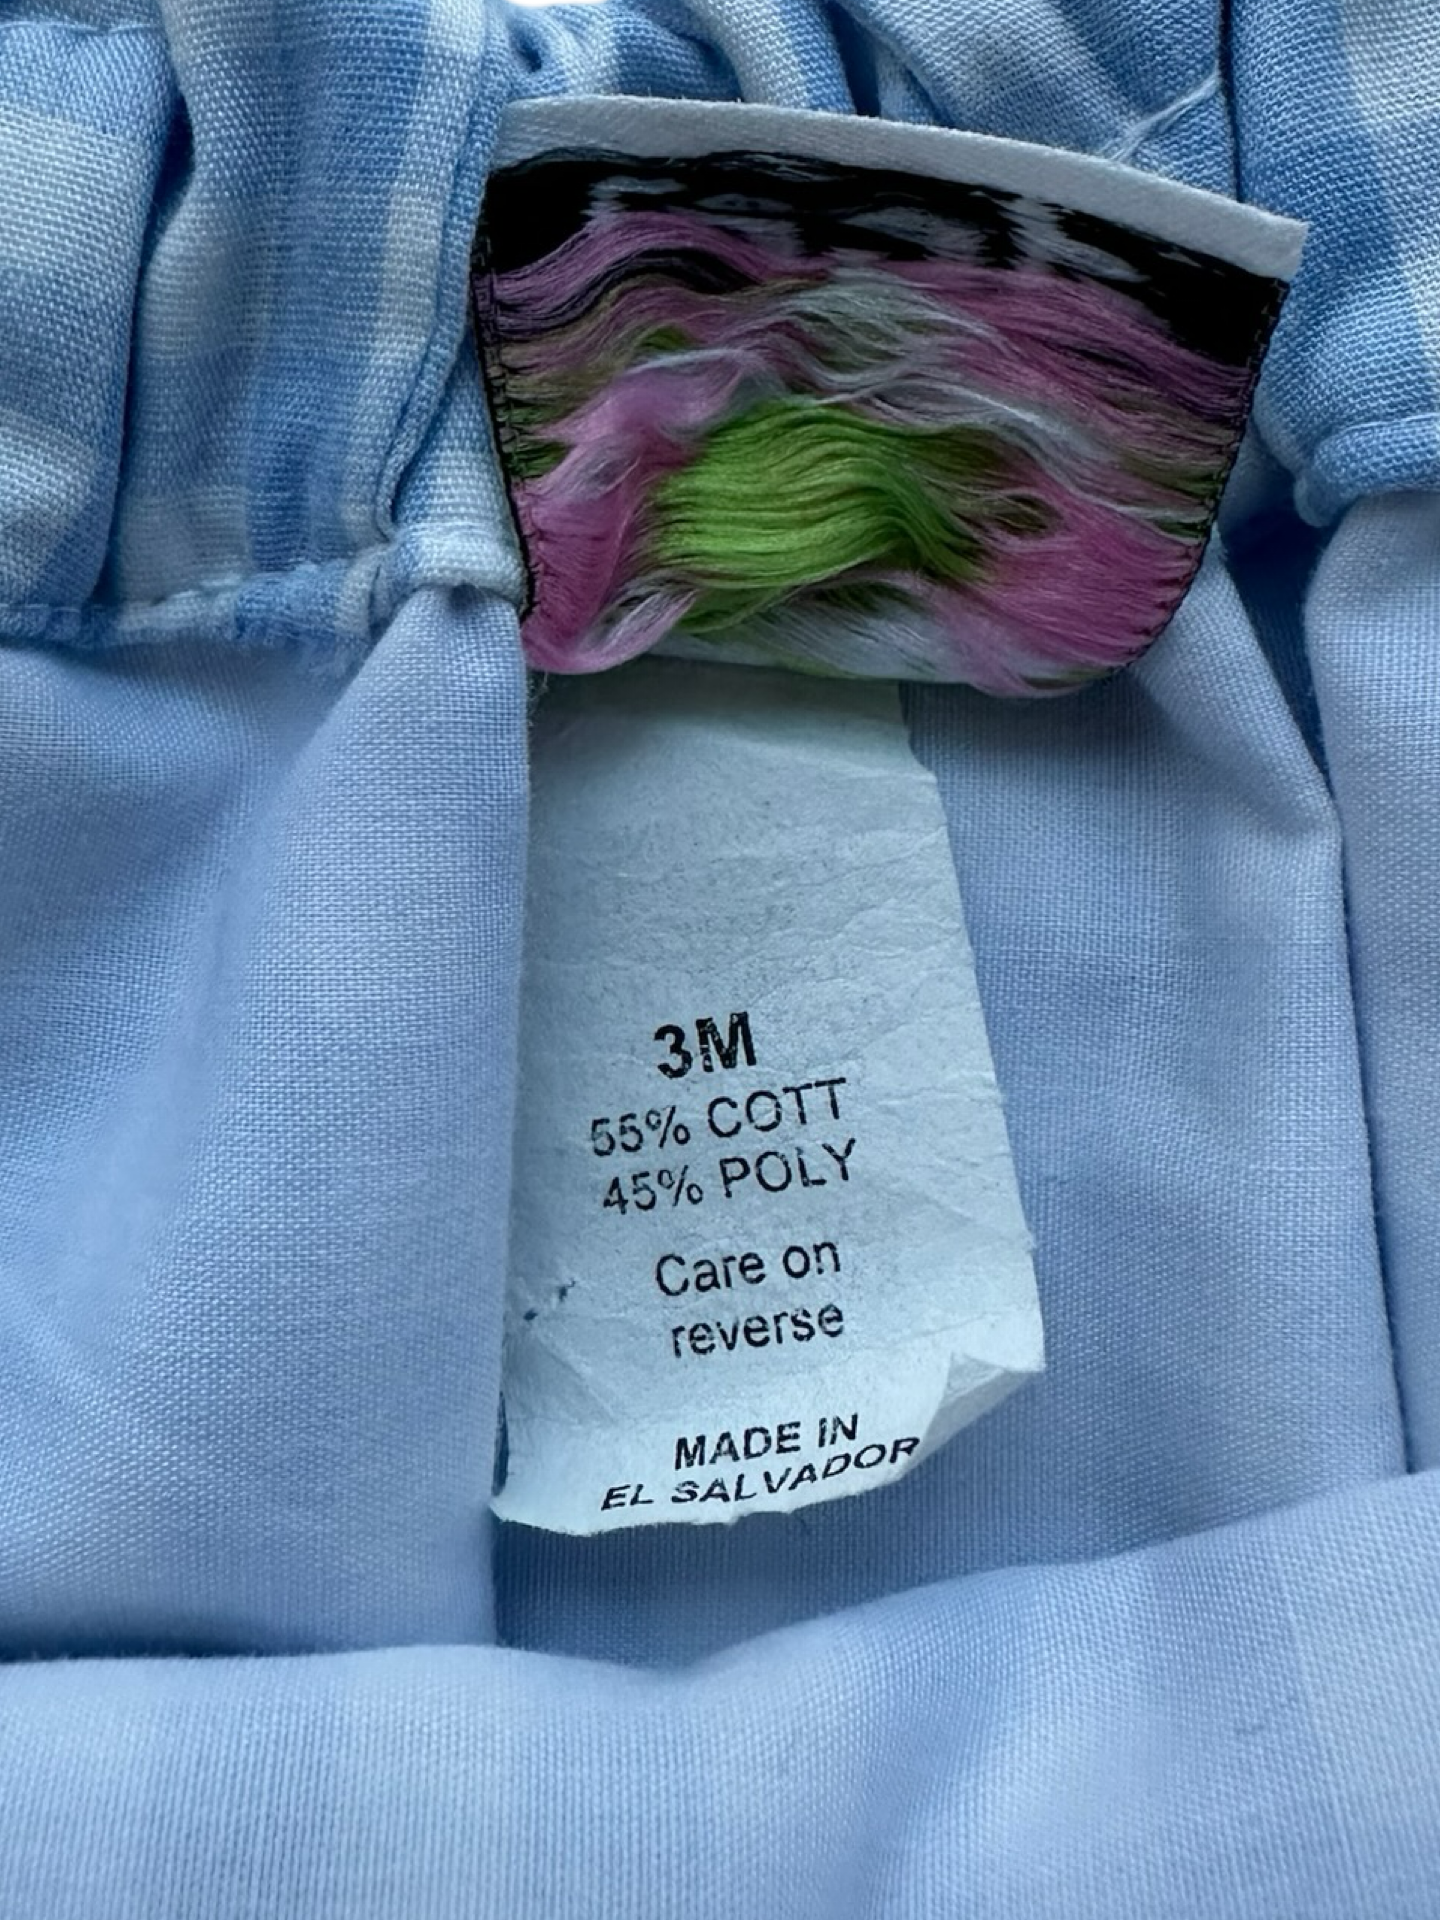 3M
55% COTT
45% POLY
Care on
reverse
MADE IN
EL SALVADOR